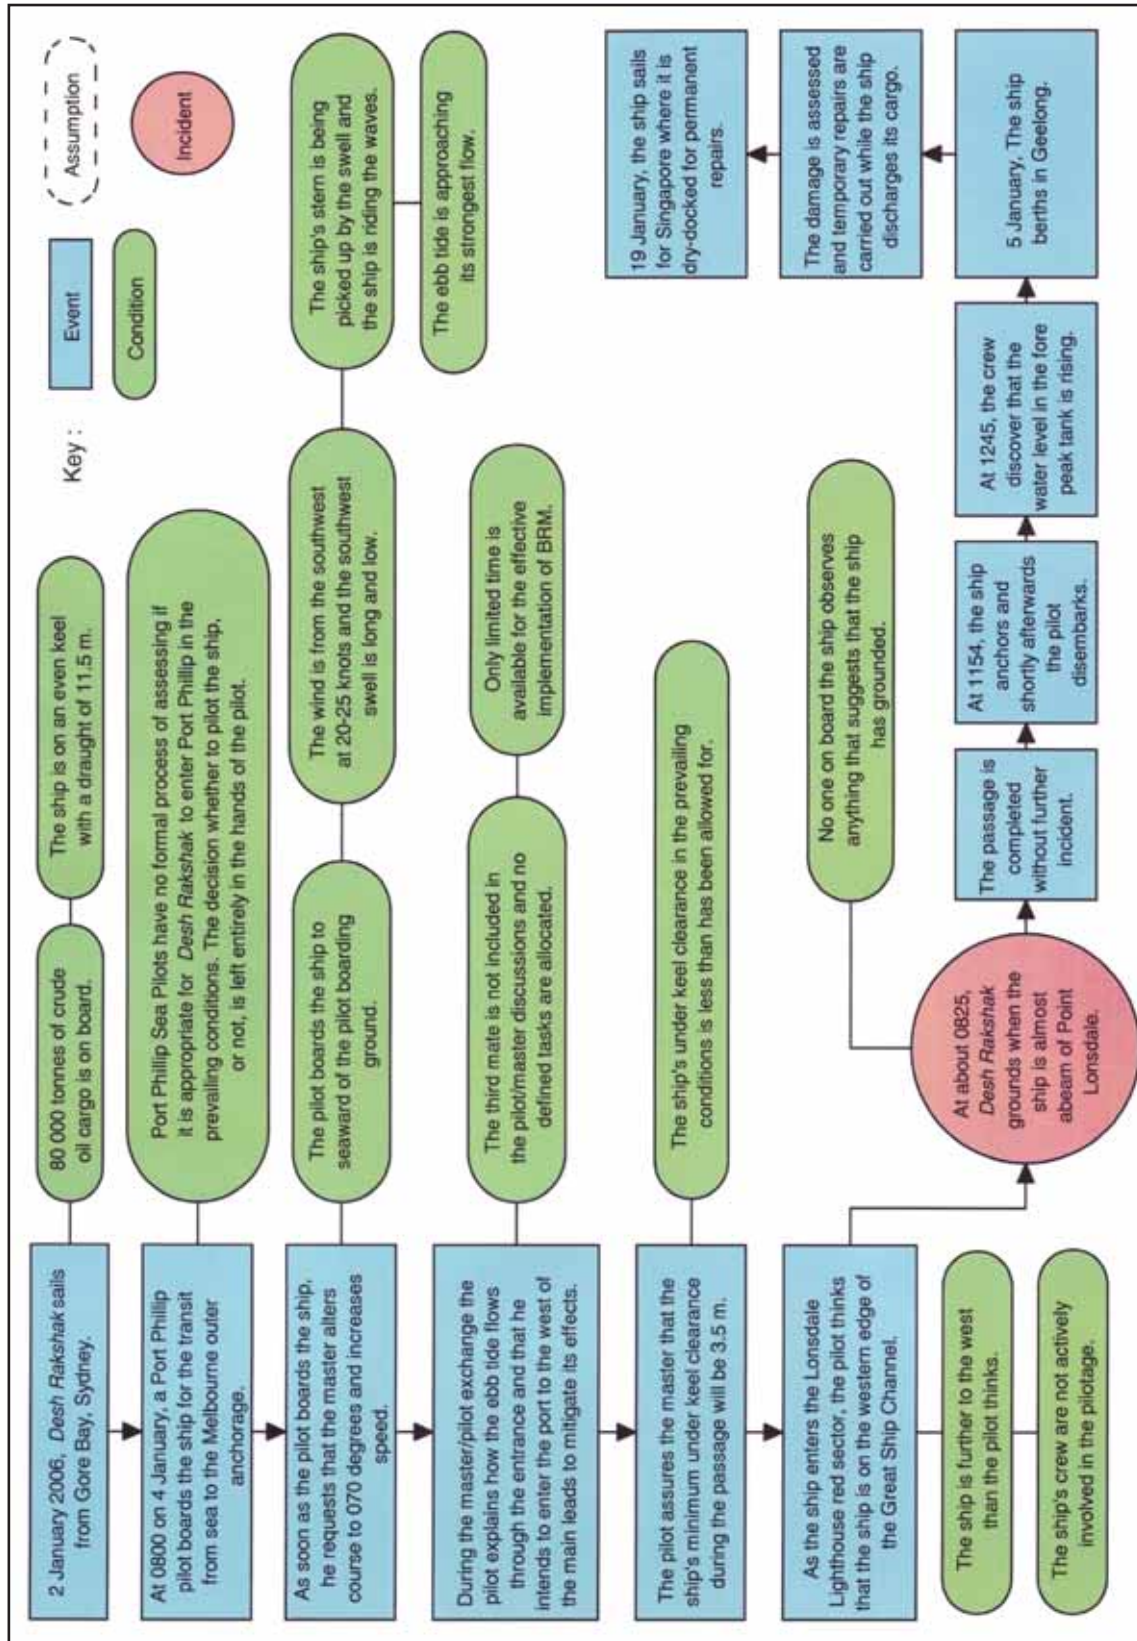 2 January 2006, Desh Rakshak sails
from Gore Bay, Sydney.
80 000 tonnes of crude
oil cargo is on board.
The ship is on an even keel
with a draught of 11.5 m.
Key :
Event
Condition
Assumption
Incident
At 0800 on 4 January, a Port Phillip
pilot boards the ship for the transit
from sea to the Melbourne outer
anchorage.
Port Phillip Sea Pilots have no formal process of assessing if
it is appropriate for Desh Rakshak to enter Port Phillip in the
prevailing conditions. The decision whether to pilot the ship,
or not, is left entirely in the hands of the pilot.
As soon as the pilot boards the ship,
he requests that the master alters
course to 070 degrees and increases
speed.
The pilot boards the ship to
seaward of the pilot boarding
ground.
The wind is from the southwest
at 20-25 knots and the southwest
swell is long and low.
The ship's stern is being
picked up by the swell and
the ship is riding the waves.
The ebb tide is approaching
its strongest flow.
During the master/pilot exchange the
pilot explains how the ebb tide flows
through the entrance and that he
intends to enter the port to the west of
the main leads to mitigate its effects.
The third mate is not included in
the pilot/master discussions and no
defined tasks are allocated.
Only limited time is
available for the effective
implementation of BRM.
The pilot assures the master that the
ship's minimum under keel clearance
during the passage will be 3.5 m.
The ship's under keel clearance in the prevailing
conditions is less than has been allowed for.
As the ship enters the Lonsdale
Lighthouse red sector, the pilot thinks
that the ship is on the western edge of
the Great Ship Channel.
The ship is further to the west
than the pilot thinks.
The ship's crew are not actively
involved in the pilotage.
At about 0825,
Desh Rakshak
grounds when the
ship is almost
abeam of Point
Lonsdale.
No one on board the ship observes
anything that suggests that the ship
has grounded.
The passage is
completed
without further
incident.
At 1154, the ship
anchors and
shortly afterwards
the pilot
disembarks.
At 1245, the crew
discover that the
water level in the fore
peak tank is rising.
5 January, The ship
berths in Geelong.
The damage is assessed
and temporary repairs are
carried out while the ship
discharges its cargo.
19 January, the ship sails
for Singapore where it is
dry-docked for permanent
repairs.